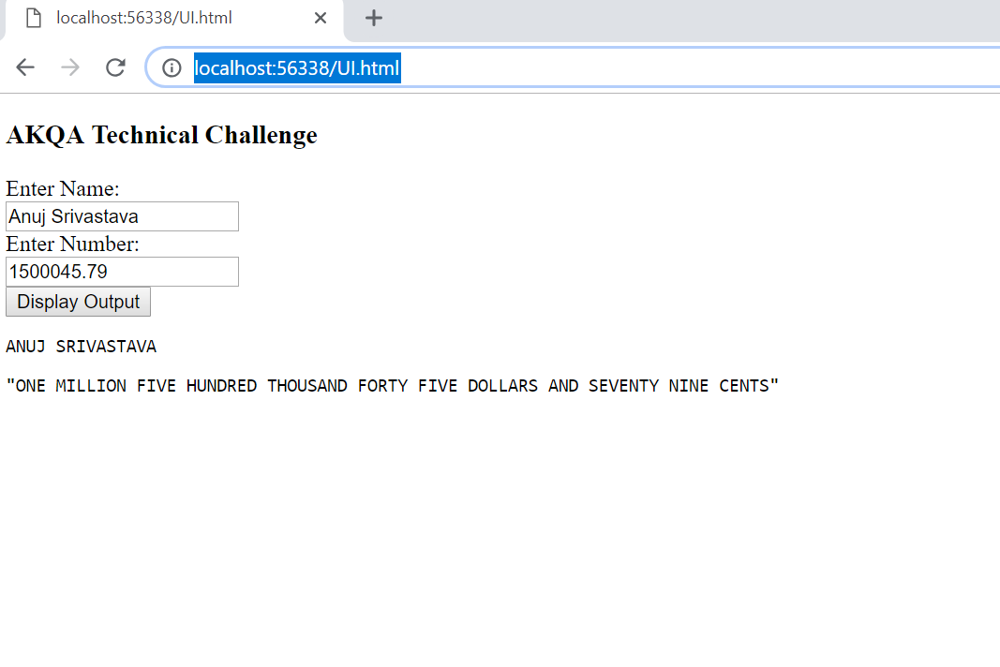 localhost:56338/UI.html
localhost:56338/UI.html
AKQA Technical Challenge
Enter Name:
Anuj Srivastava
Enter Number:
1500045.79
Display Output
ANUJ SRIVASTAVA
"ONE MILLION FIVE HUNDRED THOUSAND FORTY FIVE DOLLARS AND SEVENTY NINE CENTS"